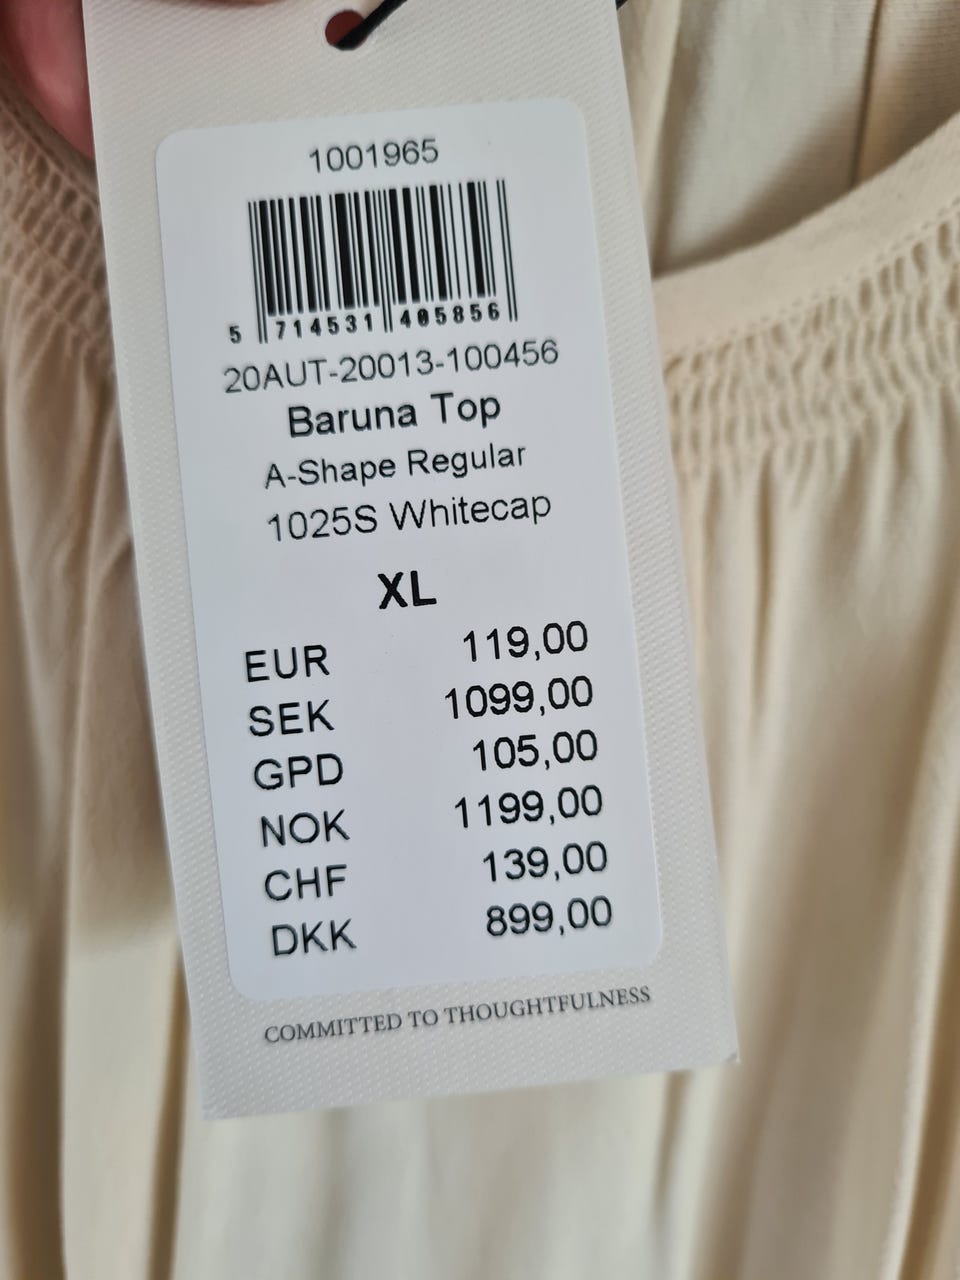 1001965
5 714531 405856
20AUT-20013-100456
Baruna Top
A-Shape Regular
1025S Whitecap
XL
EUR 119,00
SEK 1099,00
GPD 105,00
NOK 1199,00
CHF 139,00
DKK 899,00
COMMITTED TO THOUGHTFULNESS